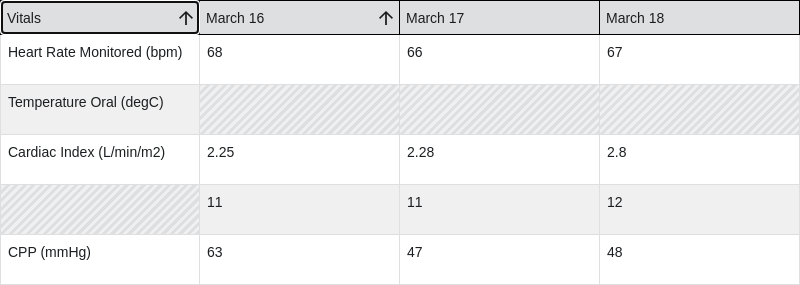 Vitals March 16 March 17 March 18
Heart Rate Monitored (bpm) 68 66 67
Temperature Oral (degC)
Cardiac Index (L/min/m2) 2.25 2.28 2.8
11 11 12
CPP (mmHg) 63 47 48